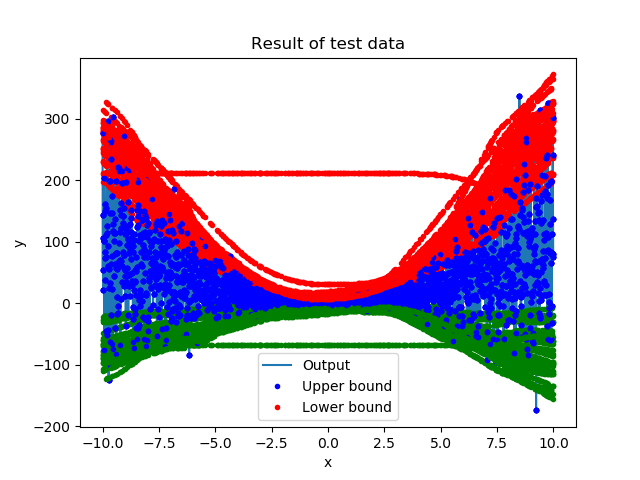 Result of test data
y
300
200
100
0
−100
−200
Output
Upper bound
Lower bound
−10.0 −7.5 −5.0 −2.5 0.0 2.5 5.0 7.5 10.0
x